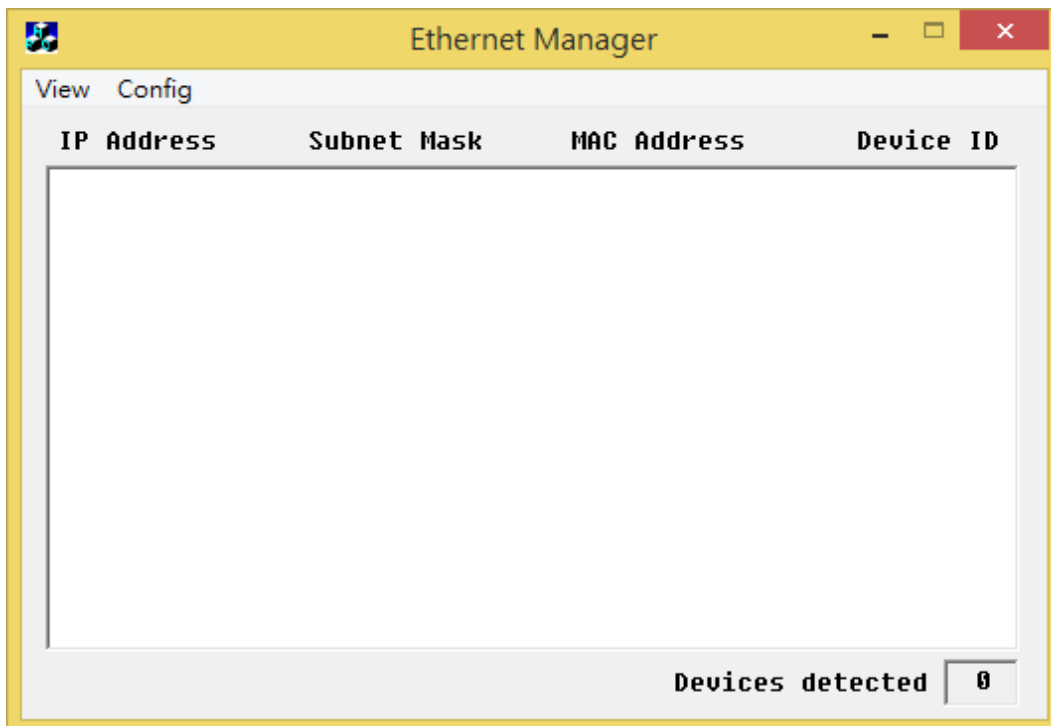 Ethernet Manager
View Config
IP Address Subnet Mask MAC Address Device ID
Devices detected 0